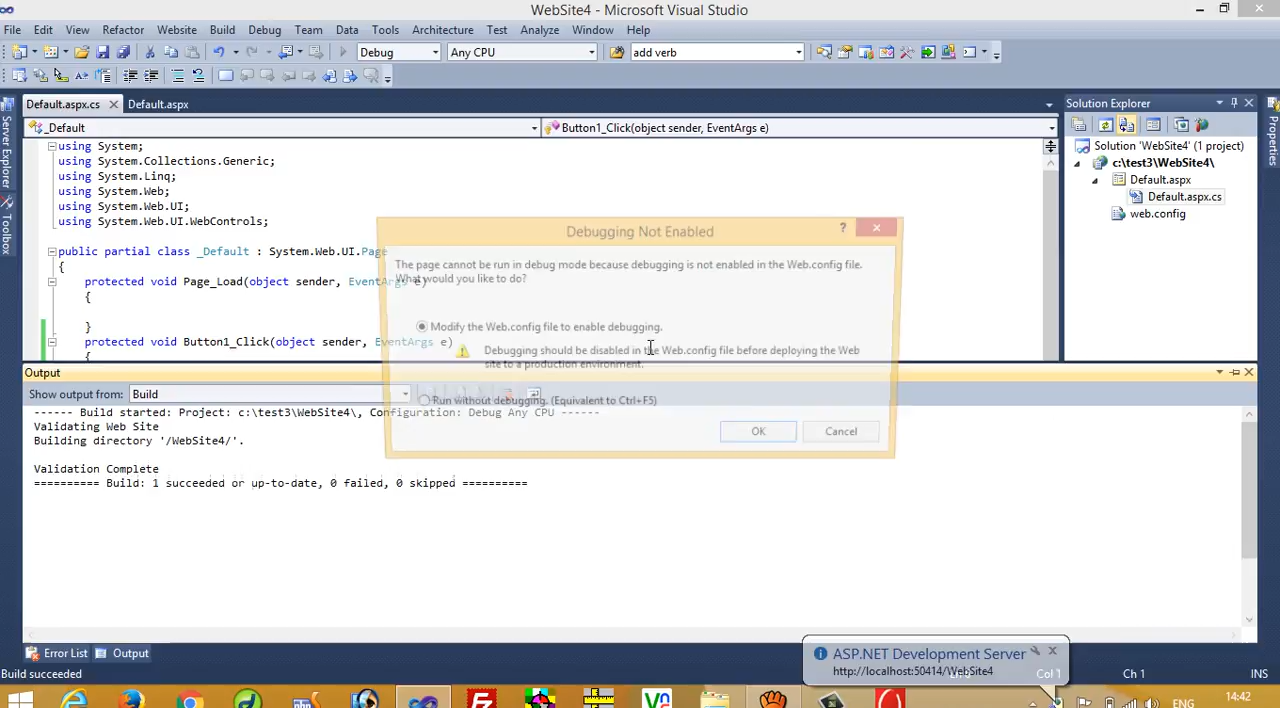 WebSite4 - Microsoft Visual Studio
File Edit View Refactor Website Build Debug Team Data Tools Architecture Test Analyze Window Help
Debug Any CPU add verb
Default.aspx.cs Default.aspx
_Default Button1_Click(object sender, EventArgs e)
using System;
using System.Collections.Generic;
using System.Linq;
using System.Web;
using System.Web.UI;
using System.Web.UI.WebControls;
public partial class _Default : System.Web.UI.Page
{
protected void Page_Load(object sender, EventArgs e)
{
}
protected void Button1_Click(object sender, EventArgs e)
{
Debugging Not Enabled
The page cannot be run in debug mode because debugging is not enabled in the Web.config file.
What would you like to do?
Modify the Web.config file to enable debugging.
Debugging should be disabled in the Web.config file before deploying the Web
site to a production environment.
Run without debugging. (Equivalent to Ctrl+F5)
OK Cancel
Server Explorer
Toolbox
Solution Explorer
Solution 'WebSite4' (1 project)
c:\test3\WebSite4\
Default.aspx
Default.aspx.cs
web.config
Properties
Output
Show output from: Build
------ Build started: Project: c:\test3\WebSite4\, Configuration: Debug Any CPU ------
Validating Web Site
Building directory '/WebSite4/'.
Validation Complete
========== Build: 1 succeeded or up-to-date, 0 failed, 0 skipped ==========
Error List Output
ASP.NET Development Server
http://localhost:50414/WebSite4
Build succeeded Col 1 Ch 1 INS
ENG 14:42